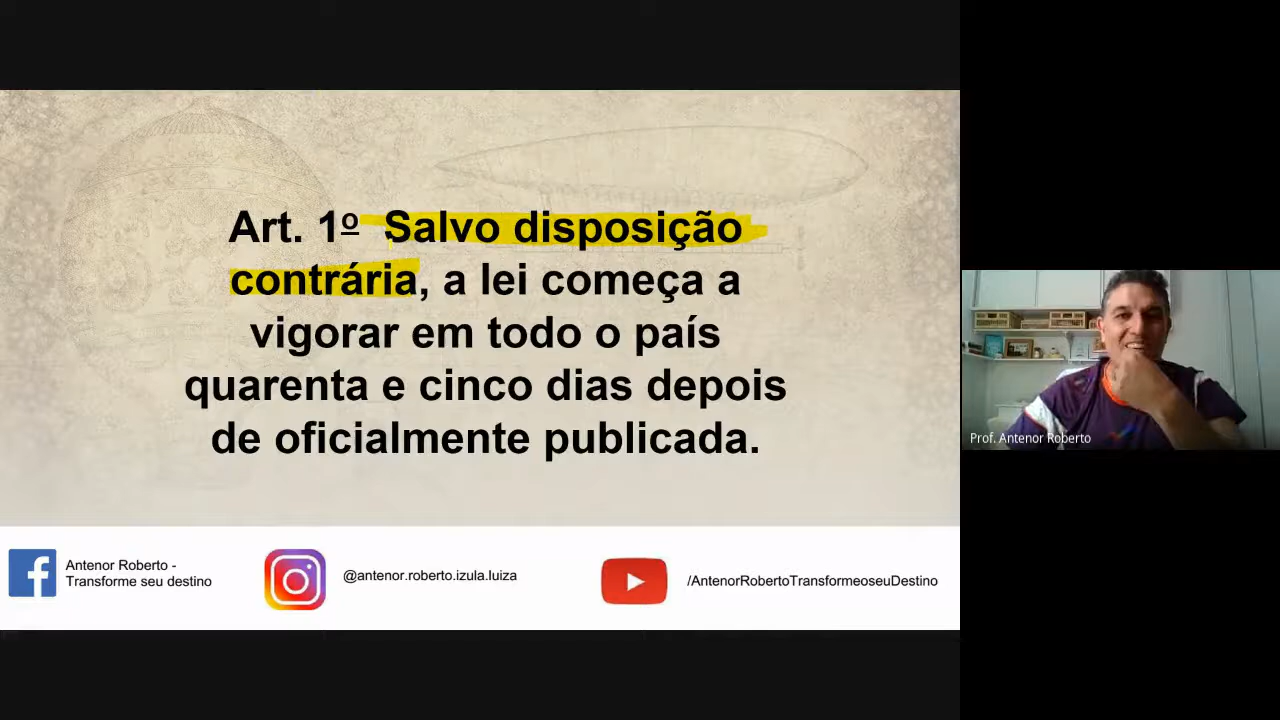 Art. 1º Salvo disposição
contrária, a lei começa a
vigorar em todo o país
quarenta e cinco dias depois
de oficialmente publicada.
Prof. Antenor Roberto
Antenor Roberto -
Transforme seu destino
@antenor.roberto.izula.luiza
/AntenorRobertoTransformeoseuDestino